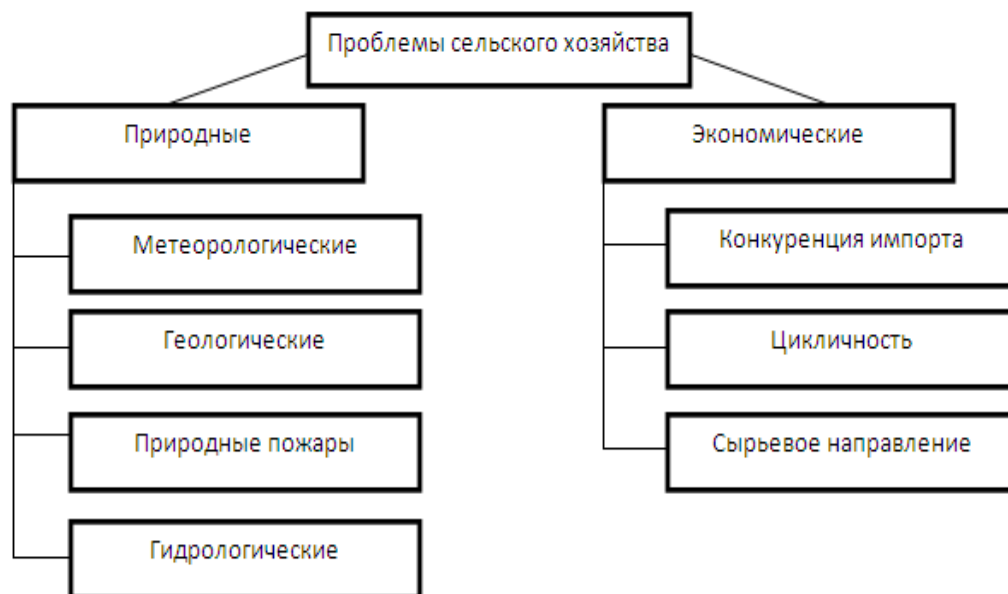 Проблемы сельского хозяйства
Природные
Экономические
Метеорологические
Конкуренция импорта
Геологические
Цикличность
Природные пожары
Сырьевое направление
Гидрологические